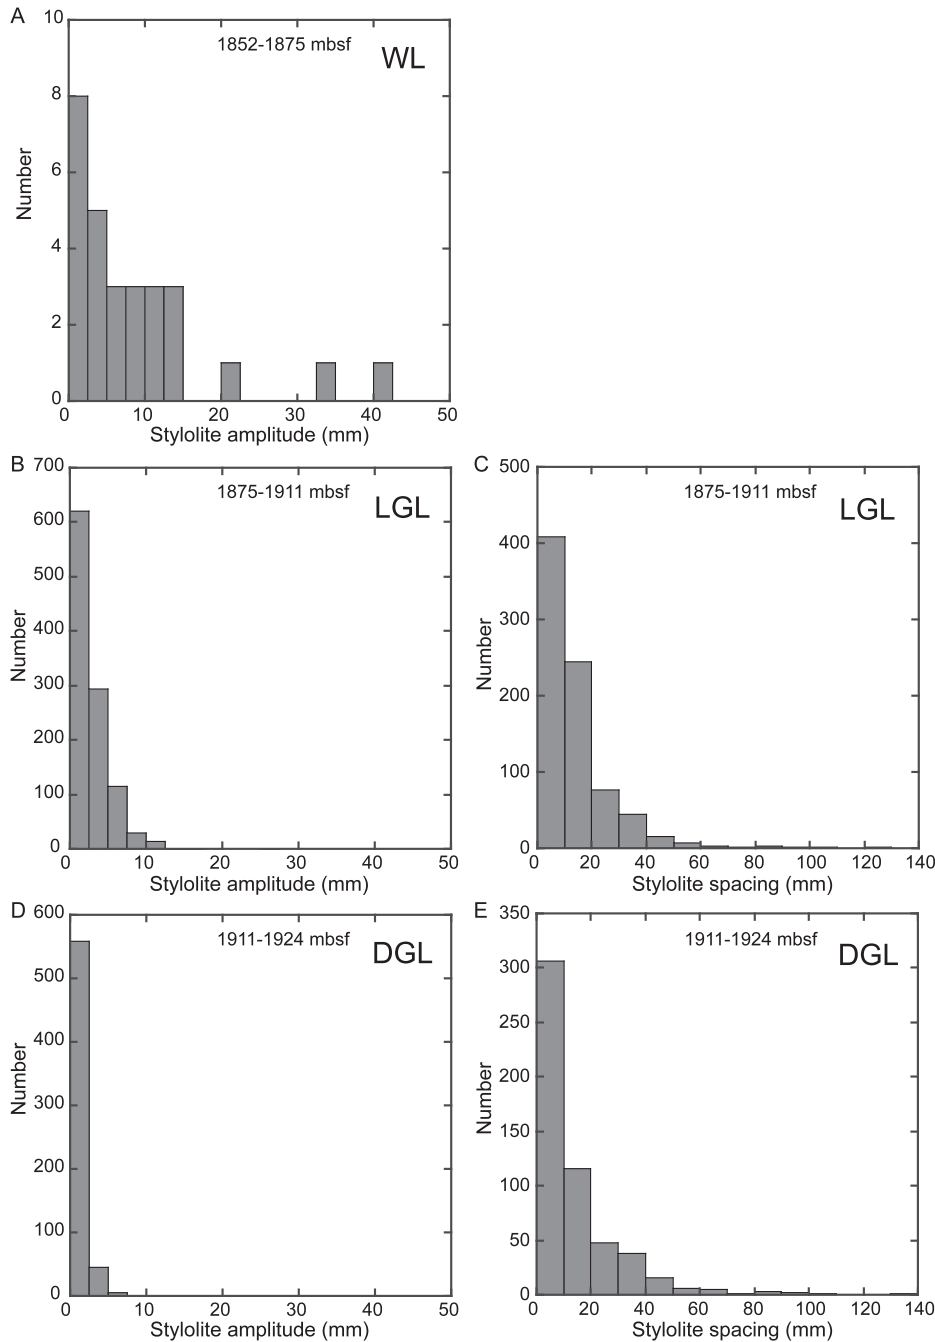 A
1852-1875 mbsf
WL
10
8
6
4
2
0
Number
0 10 20 30 40 50
Stylolite amplitude (mm)
B
1875-1911 mbsf
LGL
700
600
500
400
300
200
100
0
Number
0 10 20 30 40 50
Stylolite amplitude (mm)
C
1875-1911 mbsf
LGL
500
400
300
200
100
0
Number
0 20 40 60 80 100 120 140
Stylolite spacing (mm)
D
1911-1924 mbsf
DGL
600
500
400
300
200
100
0
Number
0 10 20 30 40 50
Stylolite amplitude (mm)
E
1911-1924 mbsf
DGL
350
300
250
200
150
100
50
0
Number
0 20 40 60 80 100 120 140
Stylolite spacing (mm)